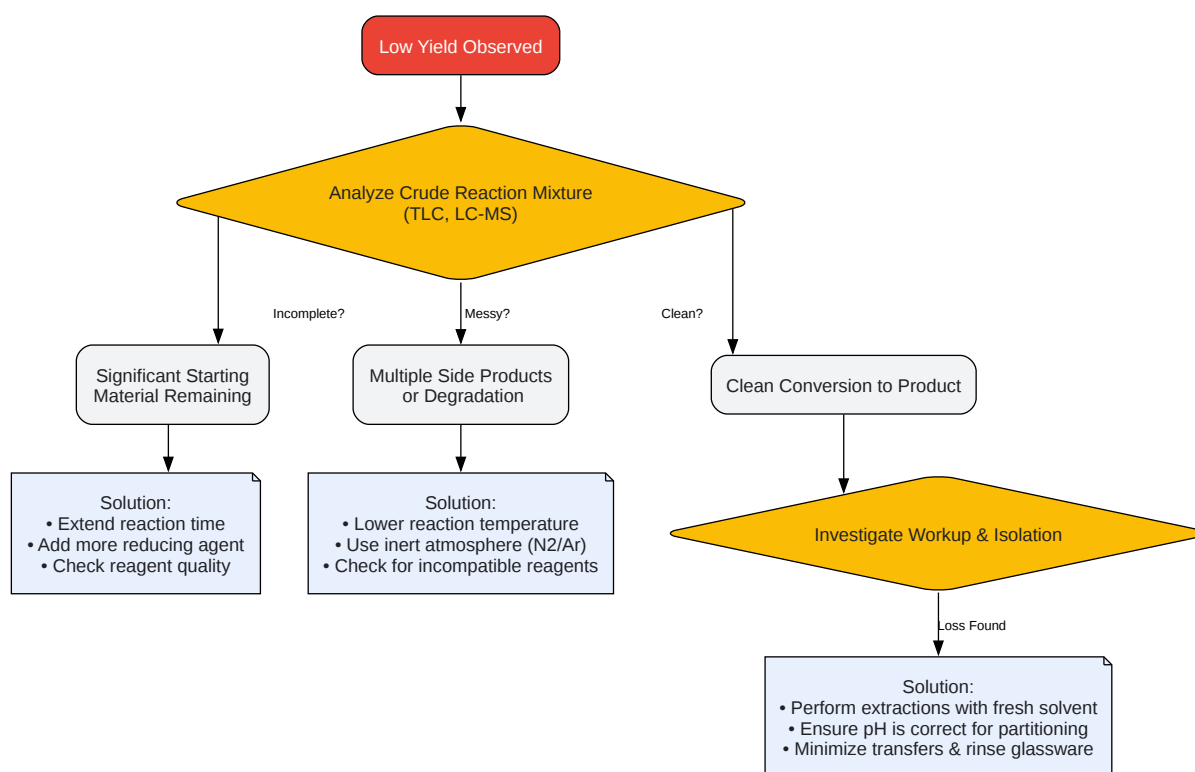 Low Yield Observed
Analyze Crude Reaction Mixture
(TLC, LC-MS)
Incomplete?
Messy?
Clean?
Significant Starting
Material Remaining
Multiple Side Products
or Degradation
Clean Conversion to Product
Solution:
• Extend reaction time
• Add more reducing agent
• Check reagent quality
Solution:
• Lower reaction temperature
• Use inert atmosphere (N2/Ar)
• Check for incompatible reagents
Investigate Workup & Isolation
Loss Found
Solution:
• Perform extractions with fresh solvent
• Ensure pH is correct for partitioning
• Minimize transfers & rinse glassware